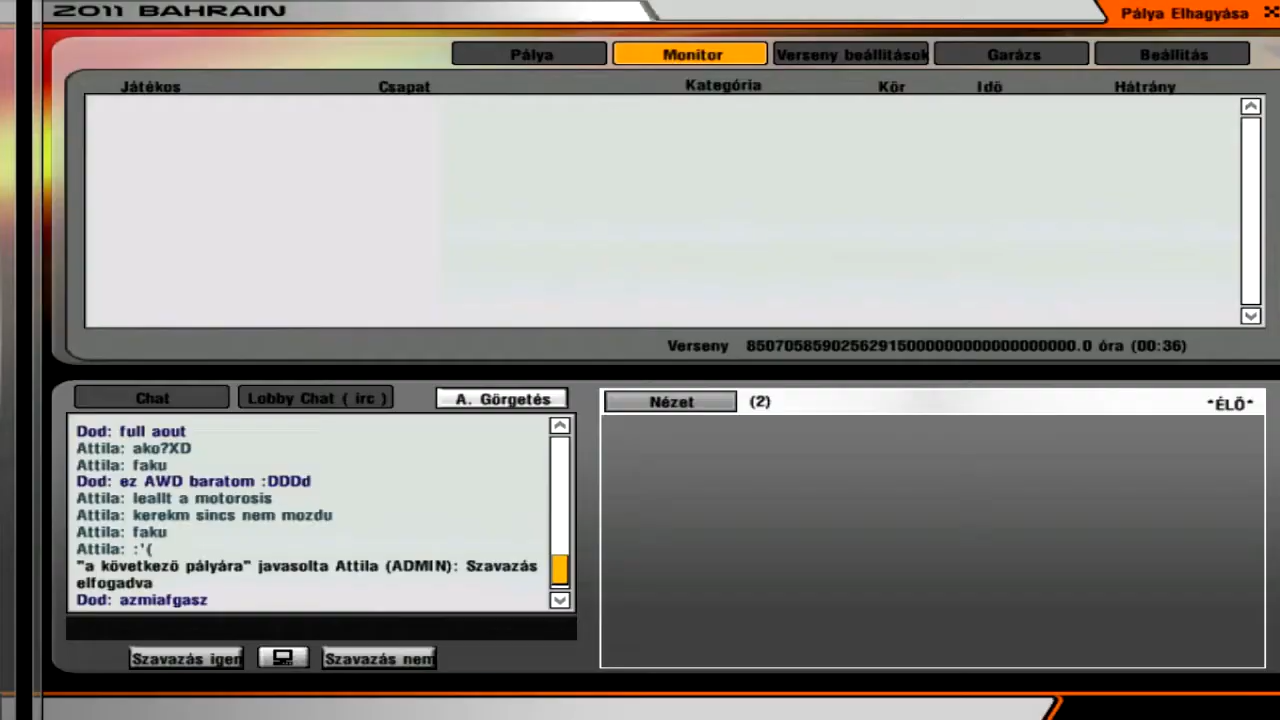 2011 BAHRAIN
Pálya Elhagyása
Pálya
Monitor
Verseny beállítások
Garázs
Beállítás
Játékos Csapat Kategória Kör Idö Hátrány
Verseny 85070585902562915000000000000000000.0 óra (00:36)
Chat
Lobby Chat ( irc )
A. Görgetés
Nézet (2) *ÉLÕ*
Dod: full aout
Attila: ako?XD
Attila: faku
Dod: ez AWD baratom :DDDd
Attila: leallt a motorosis
Attila: kerekm sincs nem mozdu
Attila: faku
Attila: :'(
"a következö pályára" javasolta Attila (ADMIN): Szavazás
elfogadva
Dod: azmiafgasz
Szavazás igen
Szavazás nem